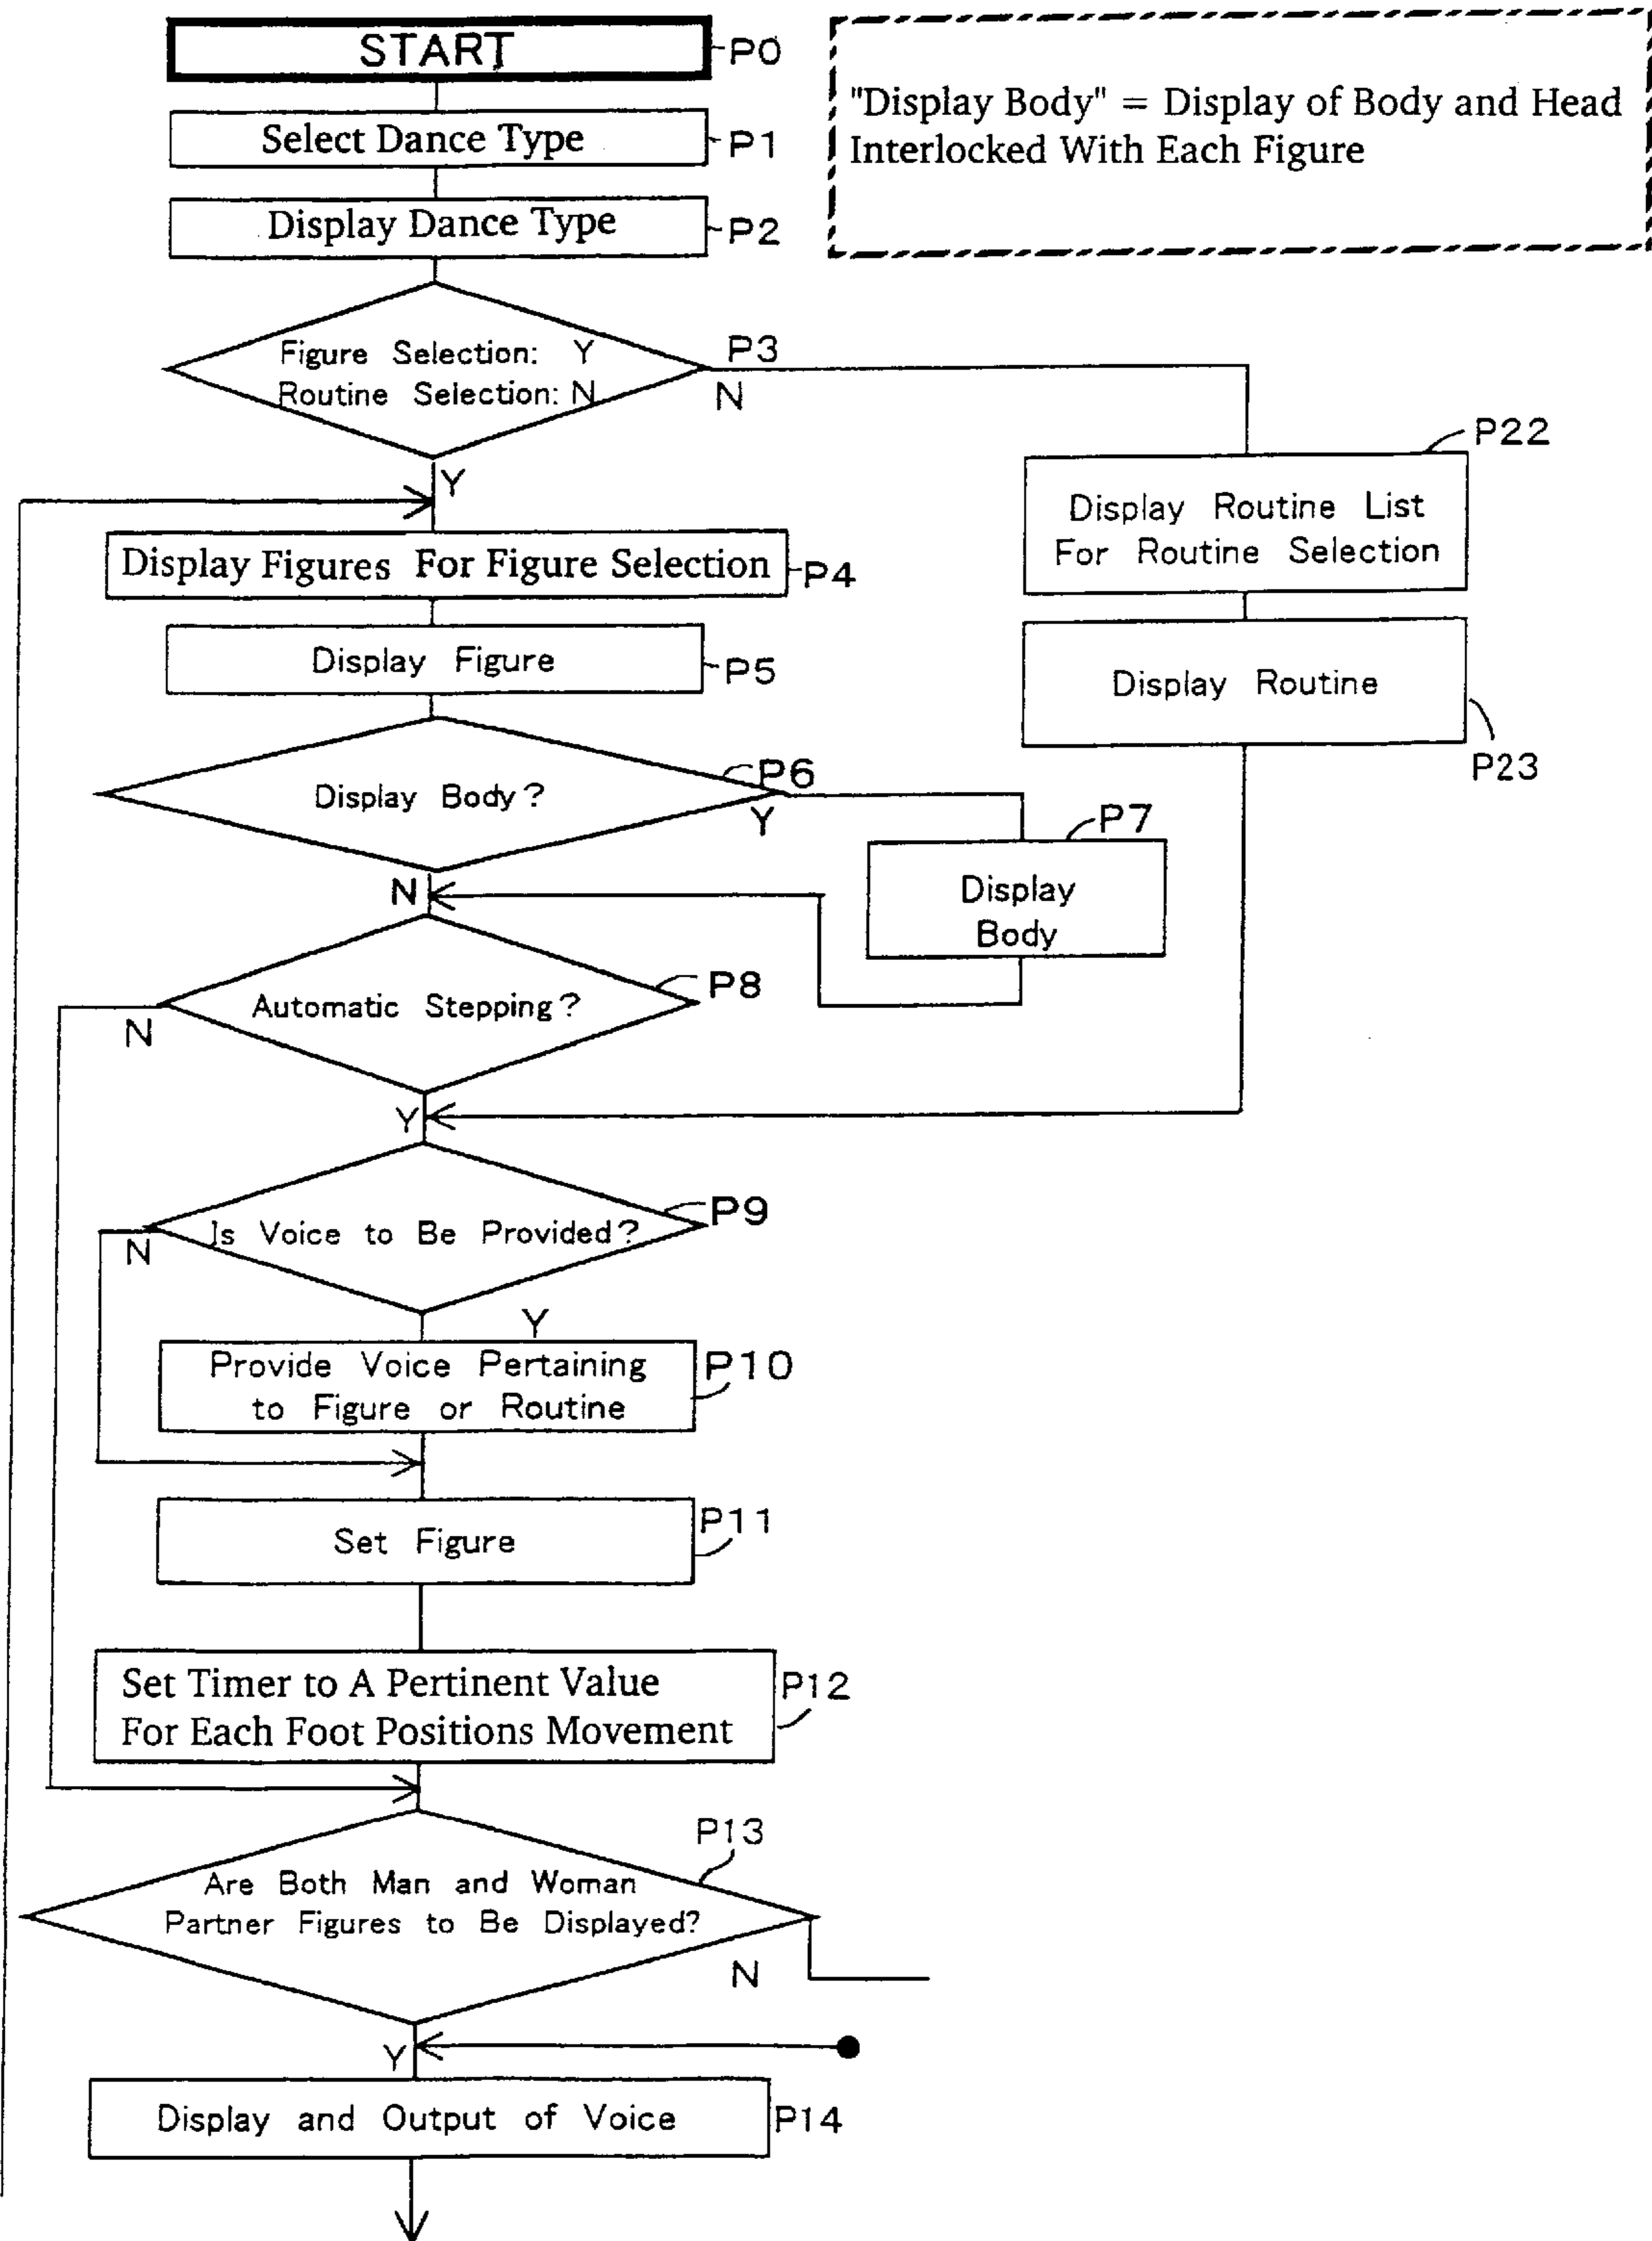 START
P0
"Display Body" = Display of Body and Head
Interlocked With Each Figure
Select Dance Type
P1
Display Dance Type
P2
Figure Selection: Y
Routine Selection: N
P3
N
Y
P22
Display Routine List
For Routine Selection
Display Figures For Figure Selection
P4
Display Figure
P5
Display Routine
P23
Display Body?
P6
Y
P7
Display
Body
N
Automatic Stepping?
P8
N
Y
Is Voice to Be Provided?
P9
N
Y
Provide Voice Pertaining
to Figure or Routine
P10
Set Figure
P11
Set Timer to A Pertinent Value
For Each Foot Positions Movement
P12
P13
Are Both Man and Woman
Partner Figures to Be Displayed?
N
Y
Display and Output of Voice
P14